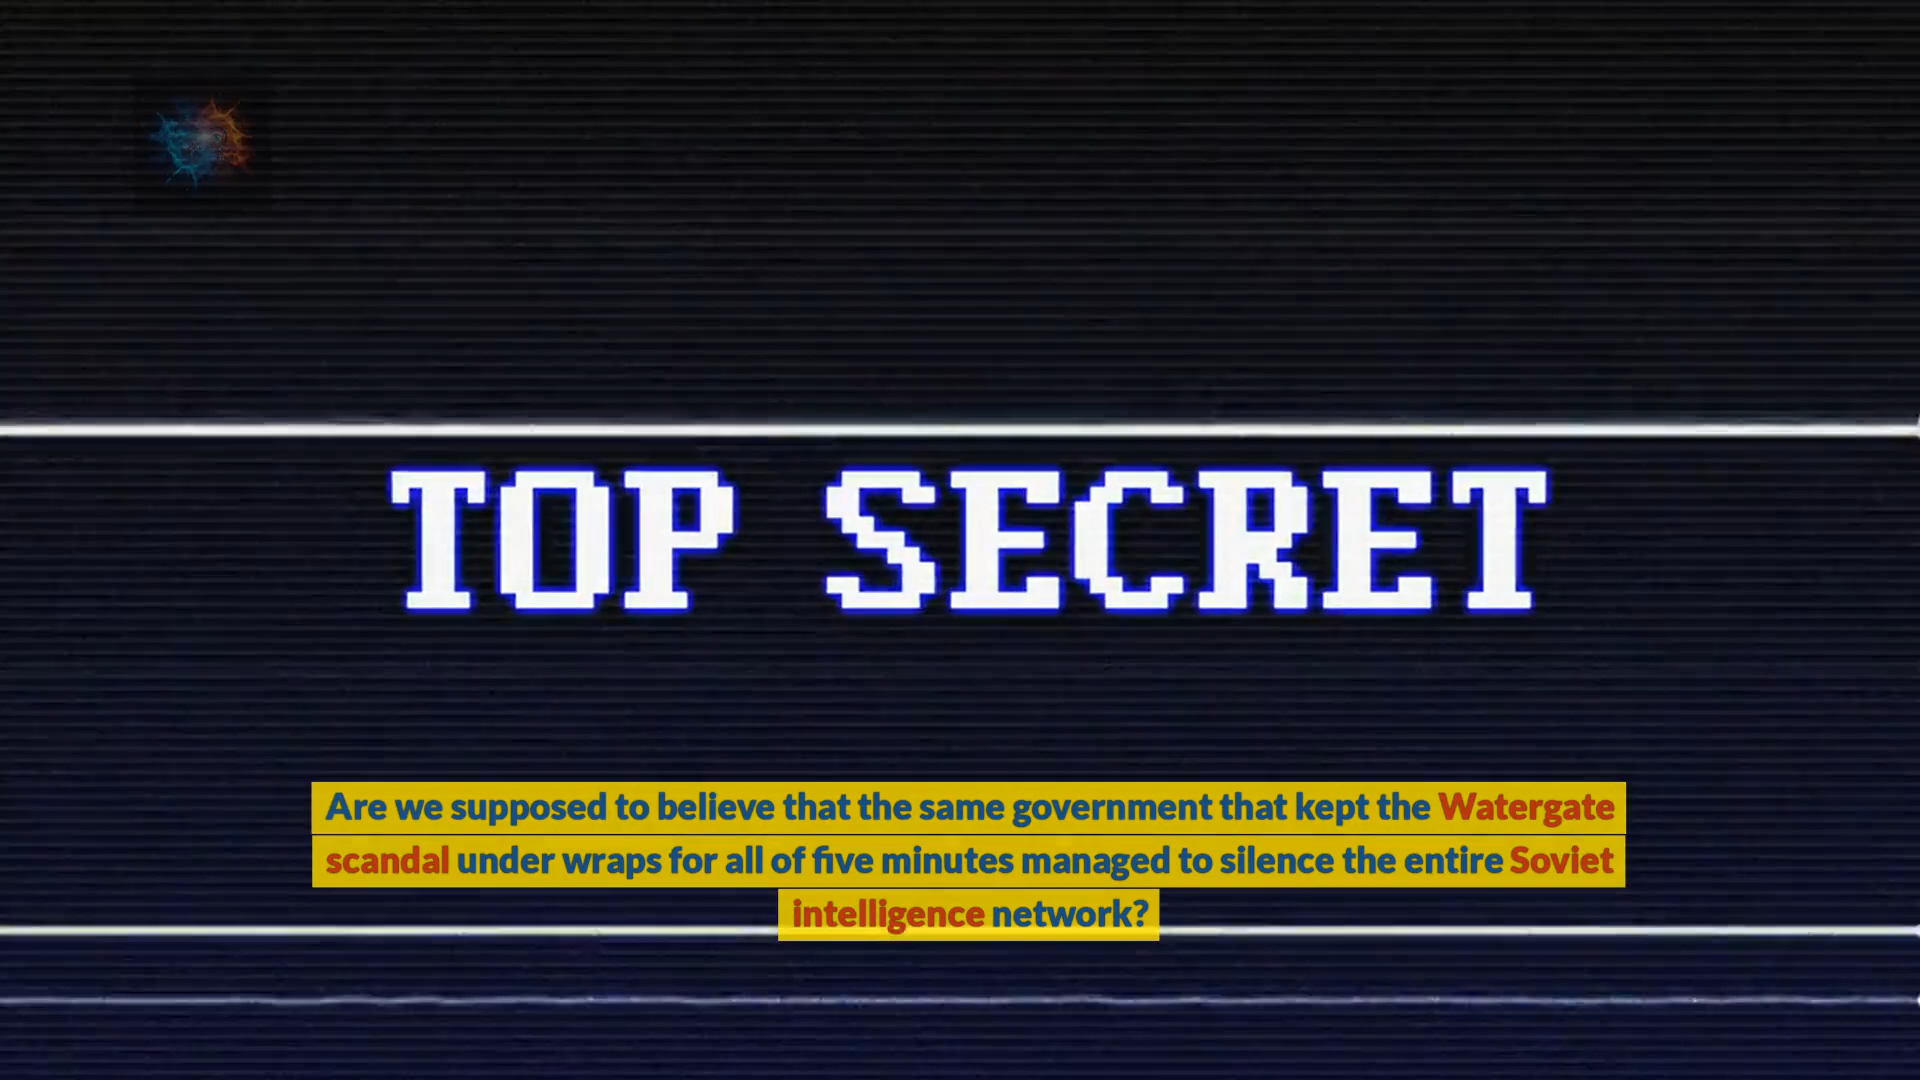 TOP SECRET
Are we supposed to believe that the same government that kept the Watergate
scandal under wraps for all of five minutes managed to silence the entire Soviet
intelligence network?